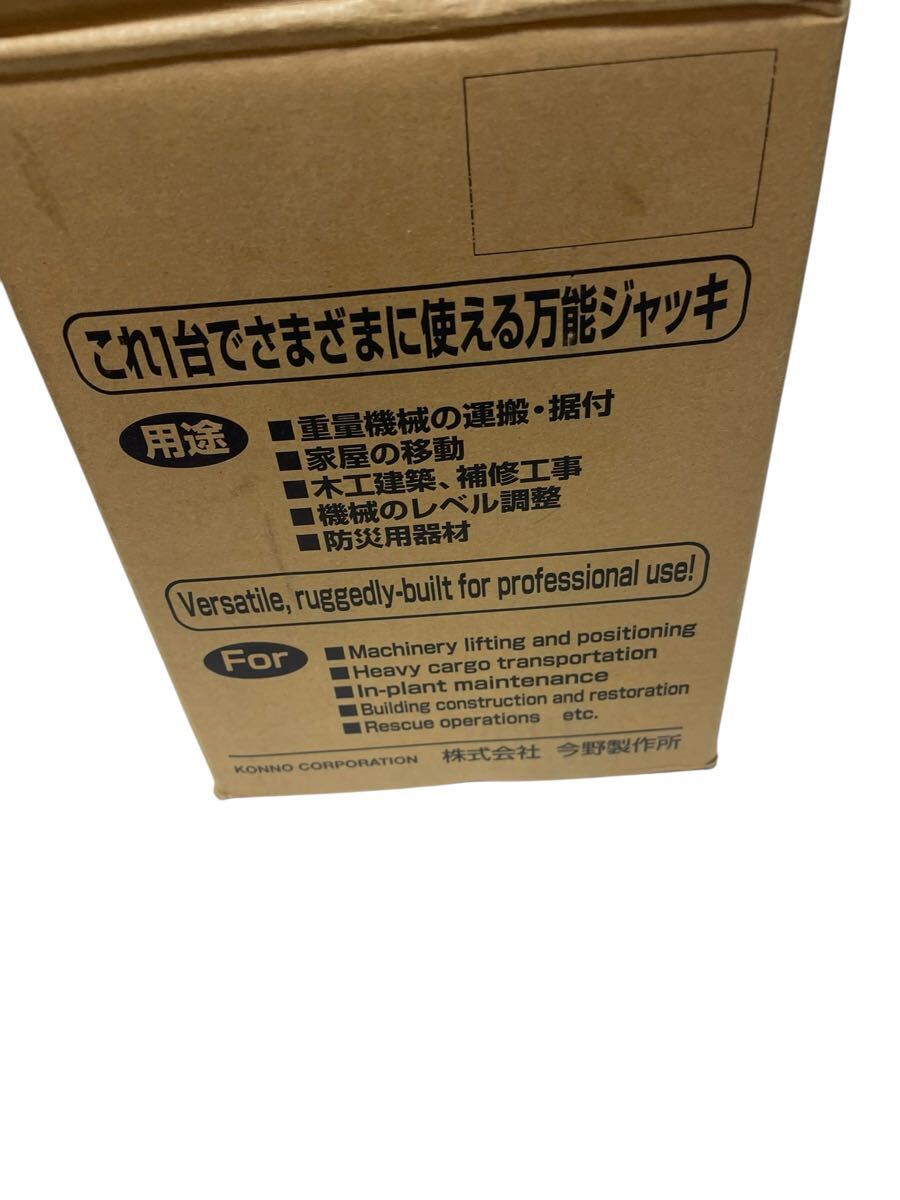 これ1台でさまざまに使える万能ジャッキ
用途
■重量機械の運搬・据付
■家屋の移動
■木工建築、補修工事
■機械のレベル調整
■防災用器材
Versatile, ruggedly-built for professional use!
For
■Machinery lifting and positioning
■Heavy cargo transportation
■In-plant maintenance
■Building construction and restoration
■Rescue operations etc.
KONNO CORPORATION 株式会社 今野製作所